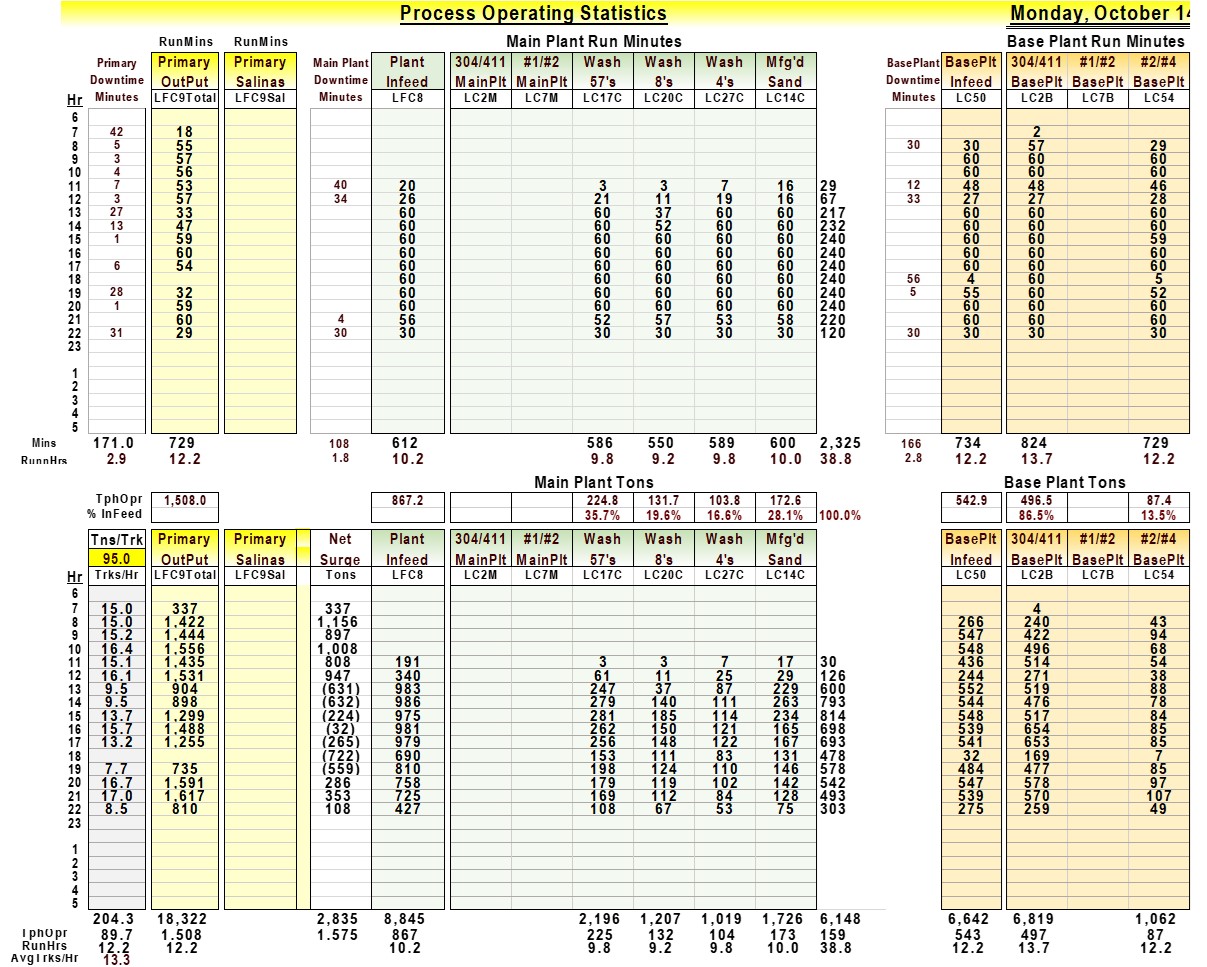 Process Operating Statistics Monday, October 14
RunMins RunMins Main Plant Run Minutes Base Plant Run Minutes
Primary Primary Primary Main Plant Plant 304/411 #1/#2 Wash Wash Wash Mfg'd BasePlant BasePlt 304/411 #1/#2 #2/#4
Downtime OutPut Salinas Downtime Infeed MainPlt MainPlt 57's 8's 4's Sand Downtime Infeed BasePlt BasePlt BasePlt
Hr Minutes LFC9Total LFC9Sal Minutes LFC8 LC2M LC7M LC17C LC20C LC27C LC14C Minutes LC50 LC2B LC7B LC54
6
7 42 18 2
8 5 55 30 30 57 29
9 3 57 60 60 60
10 4 56 60 60 60
11 7 53 40 20 3 3 7 16 29 12 48 48 46
12 3 57 34 26 21 11 19 16 67 33 27 27 28
13 27 33 60 60 37 60 60 217 60 60 60
14 13 47 60 60 52 60 60 232 60 60 60
15 1 59 60 60 60 60 60 240 60 60 59
16 60 60 60 60 60 60 240 60 60 60
17 6 54 60 60 60 60 60 240 60 60 60
18 60 60 60 60 60 240 56 4 60 5
19 28 32 60 60 60 60 60 240 5 55 60 52
20 1 59 60 60 60 60 60 240 60 60 60
21 60 4 56 52 57 53 58 220 60 60 60
22 31 29 30 30 30 30 30 30 120 30 30 30 30
23
1
2
3
4
5
Mins 171.0 729 108 612 586 550 589 600 2,325 166 734 824 729
RunnHrs 2.9 12.2 1.8 10.2 9.8 9.2 9.8 10.0 38.8 2.8 12.2 13.7 12.2
Main Plant Tons Base Plant Tons
TphOpr 1,508.0 867.2 224.8 131.7 103.8 172.6 542.9 496.5 87.4
% InFeed 35.7% 19.6% 16.6% 28.1% 100.0% 86.5% 13.5%
Tns/Trk Primary Primary Net Plant 304/411 #1/#2 Wash Wash Wash Mfg'd BasePlt 304/411 #1/#2 #2/#4
95.0 OutPut Salinas Surge Infeed MainPlt MainPlt 57's 8's 4's Sand Infeed BasePlt BasePlt BasePlt
Hr Trks/Hr LFC9Total LFC9Sal Tons LFC8 LC2M LC7M LC17C LC20C LC27C LC14C LC50 LC2B LC7B LC54
6
7 15.0 337 337 4
8 15.0 1,422 1,156 266 240 43
9 15.2 1,444 897 547 422 94
10 16.4 1,556 1,008 548 496 68
11 15.1 1,435 808 191 3 3 7 17 30 436 514 54
12 16.1 1,531 947 340 61 11 25 29 126 244 271 38
13 9.5 904 (631) 983 247 37 87 229 600 552 519 88
14 9.5 898 (632) 986 279 140 111 263 793 544 476 78
15 13.7 1,299 (224) 975 281 185 114 234 814 548 517 84
16 15.7 1,488 (32) 981 262 150 121 165 698 539 654 85
17 13.2 1,255 (265) 979 256 148 122 167 693 541 653 85
18 (722) 690 153 111 83 131 478 32 169 7
19 7.7 735 (559) 810 198 124 110 146 578 484 477 85
20 16.7 1,591 286 758 179 119 102 142 542 547 578 97
21 17.0 1,617 353 725 169 112 84 128 493 539 570 107
22 8.5 810 108 427 108 67 53 75 303 275 259 49
23
1
2
3
4
5
204.3 18,322 2,835 8,845 2,196 1,207 1,019 1,726 6,148 6,642 6,819 1,062
TphOpr 89.7 1,508 1,575 867 225 132 104 173 159 543 497 87
RunHrs 12.2 12.2 10.2 9.8 9.2 9.8 10.0 38.8 12.2 13.7 12.2
AvgTrks/Hr 13.3